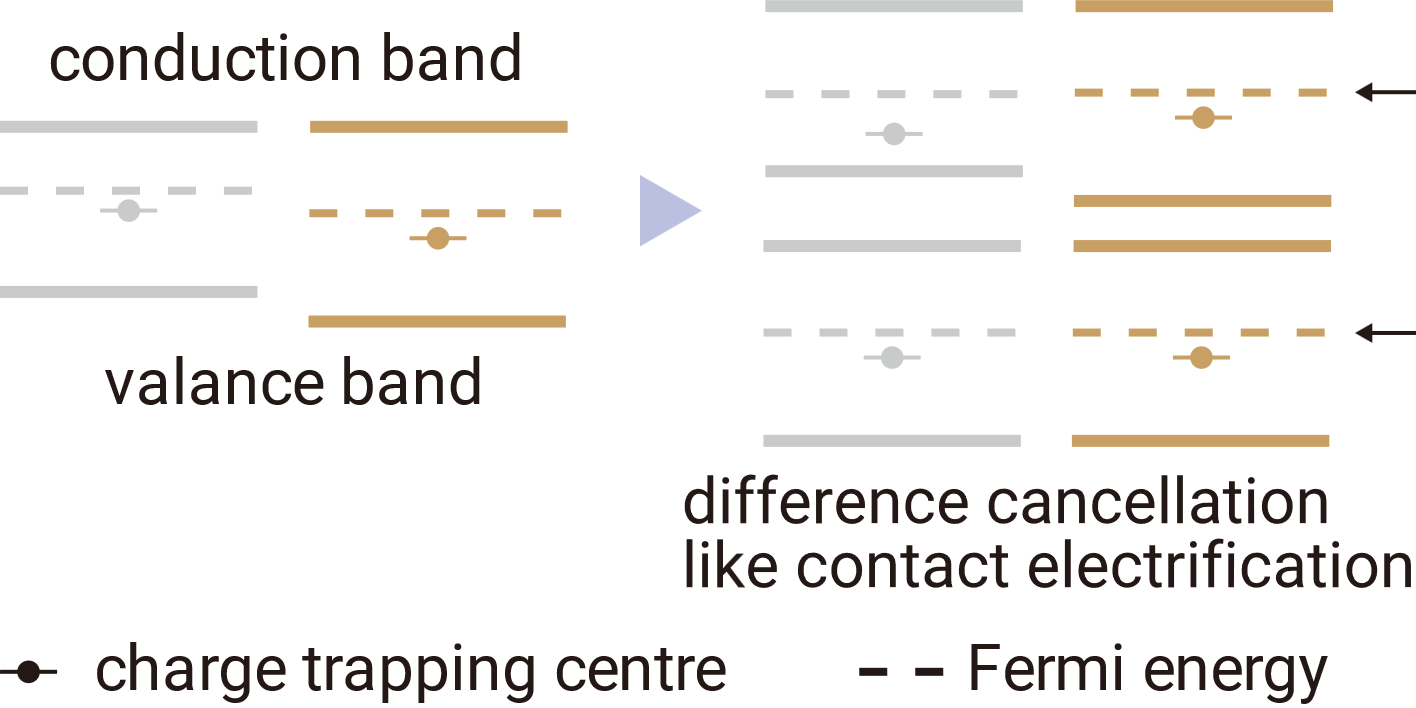 conduction band
valance band
difference cancellation
like contact electrification
charge trapping centre
Fermi energy